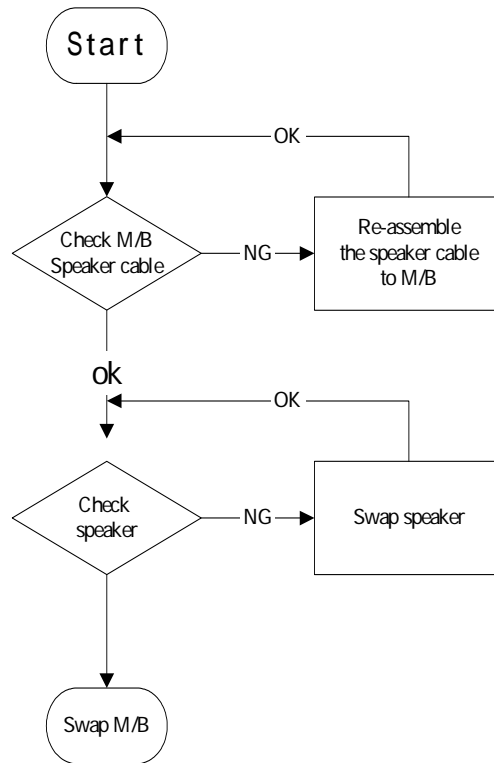 Start
OK
Check M/B
Speaker cable
NG
Re-assemble
the speaker cable
to M/B
ok
OK
Check
speaker
NG
Swap speaker
Swap M/B